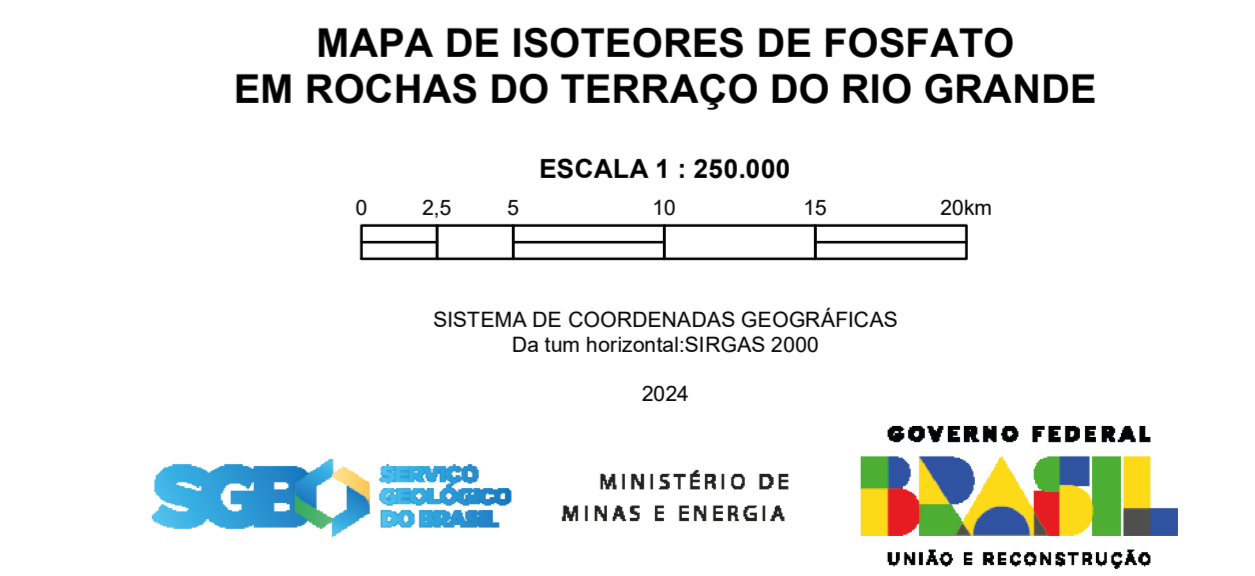 MAPA DE ISOTEORES DE FOSFATO
EM ROCHAS DO TERRAÇO DO RIO GRANDE
ESCALA 1 : 250.000
0 2,5 5 10 15 20km
SISTEMA DE COORDENADAS GEOGRÁFICAS
Da tum horizontal:SIRGAS 2000
2024
SGB
SERVIÇO
GEOLÓGICO
DO BRASIL
MINISTÉRIO DE
MINAS E ENERGIA
GOVERNO FEDERAL
BRASIL
UNIÃO E RECONSTRUÇÃO